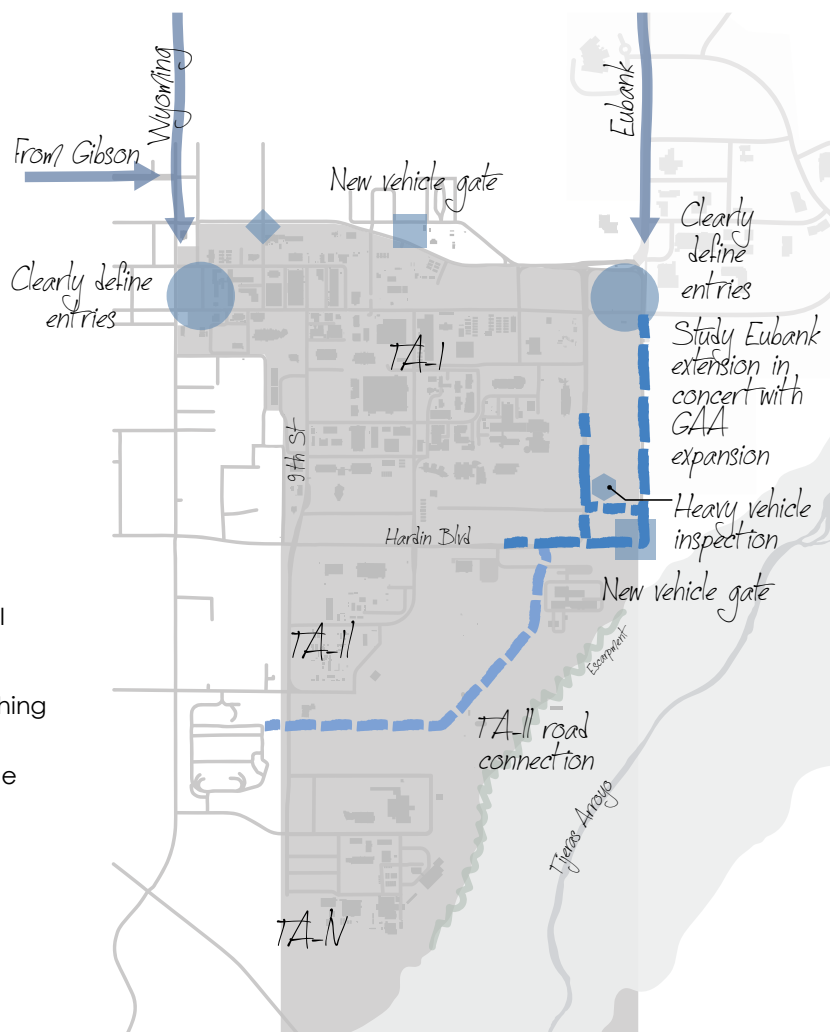 Wyoming
Eubank
From Gibson
New vehicle gate
Clearly
define
entries
Clearly define
entries
Study Eubank
extension in
concert with
GAA
expansion
TA-I
9th St
Heavy vehicle
inspection
Hardin Blvd
New vehicle gate
TA-II
Escarpment
TA-II road
connection
Tijeras Arroyo
TA-IV